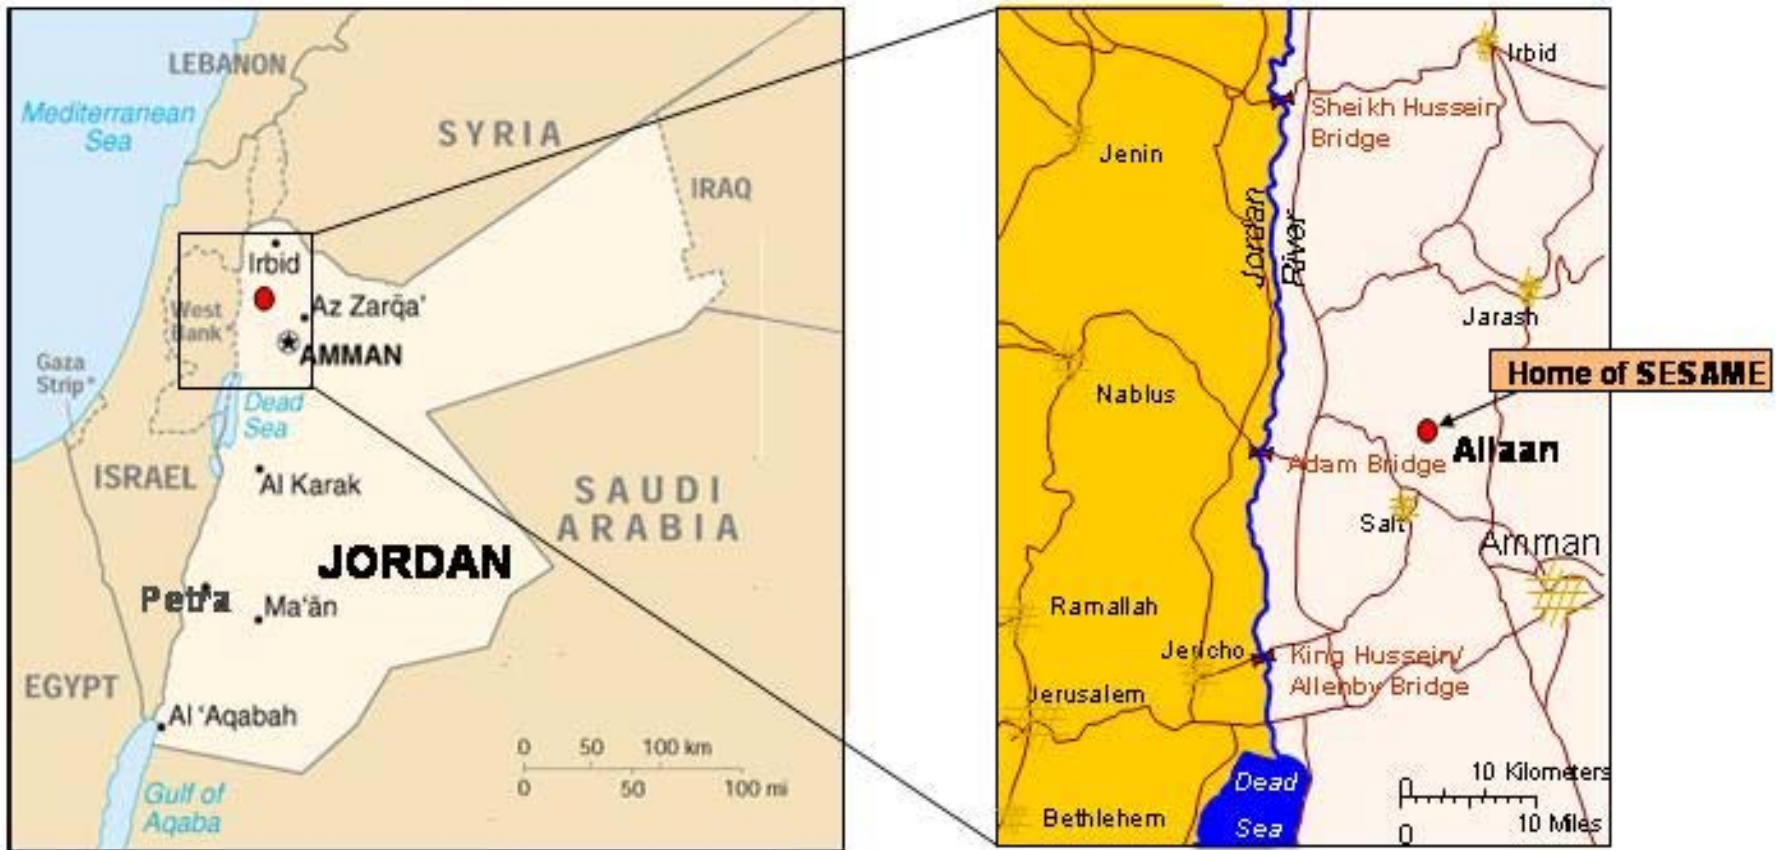 LEBANON
Mediterranean
Sea
SYRIA
IRAQ
Irbid
West
Bank*
Az Zarqa'
AMMAN
Gaza
Strip*
Dead
Sea
ISRAEL
Al Karak
SAUDI
ARABIA
JORDAN
Petra
Ma'ān
EGYPT
Al 'Aqabah
0 50 100 km
0 50 100 mi
Gulf of
Aqaba
Irbid
Sheikh Hussein
Bridge
Jenin
Jordan
River
Jarash
Home of SESAME
Nablus
Allaan
Adam Bridge
Salt
Amman
Ramallah
Jericho
King Hussein/
Allenby Bridge
Jerusalem
Dead
Sea
0 10 Kilometers
0 10 Miles
Bethlehem